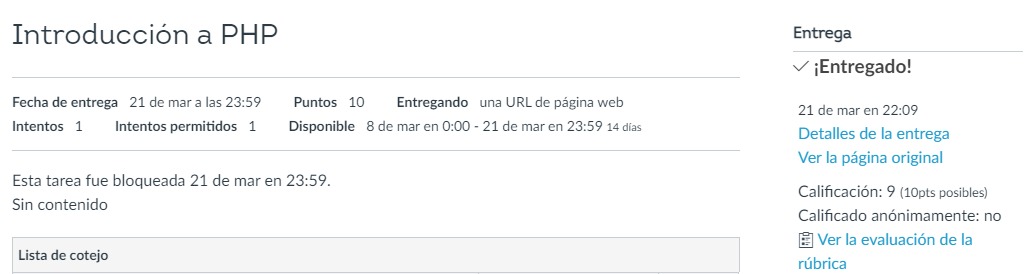 Introducción a PHP
Fecha de entrega 21 de mar a las 23:59 Puntos 10 Entregando una URL de página web
Intentos 1 Intentos permitidos 1 Disponible 8 de mar en 0:00 - 21 de mar en 23:59 14 días
Esta tarea fue bloqueada 21 de mar en 23:59.
Sin contenido
Lista de cotejo
Entrega
¡Entregado!
21 de mar en 22:09
Detalles de la entrega
Ver la página original
Calificación: 9 (10pts posibles)
Calificado anónimamente: no
Ver la evaluación de la
rúbrica